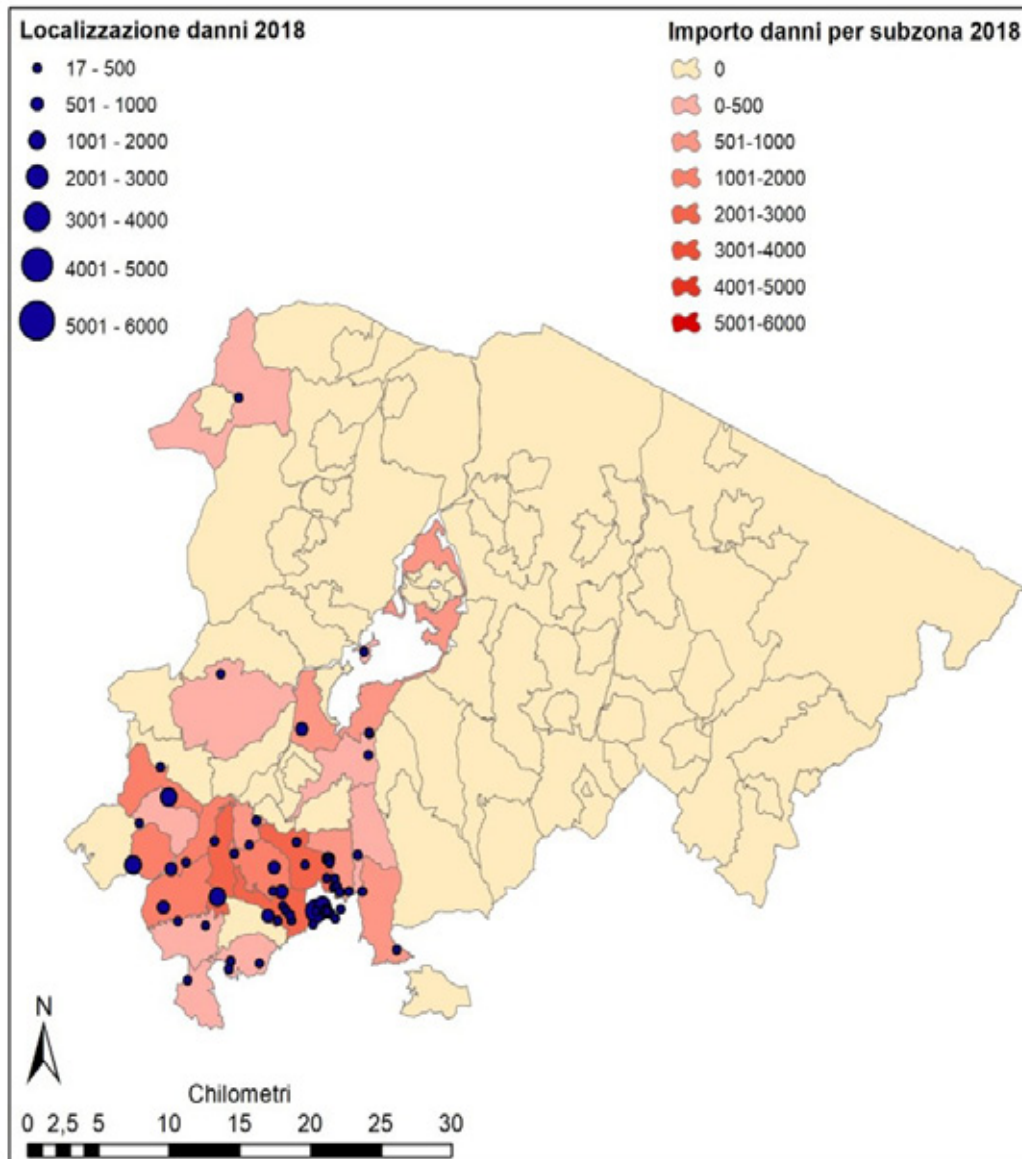 Localizzazione danni 2018
17 - 500
501 - 1000
1001 - 2000
2001 - 3000
3001 - 4000
4001 - 5000
5001 - 6000
Importo danni per subzona 2018
0
0-500
501-1000
1001-2000
2001-3000
3001-4000
4001-5000
5001-6000
N
Chilometri
0 2,5 5 10 15 20 25 30